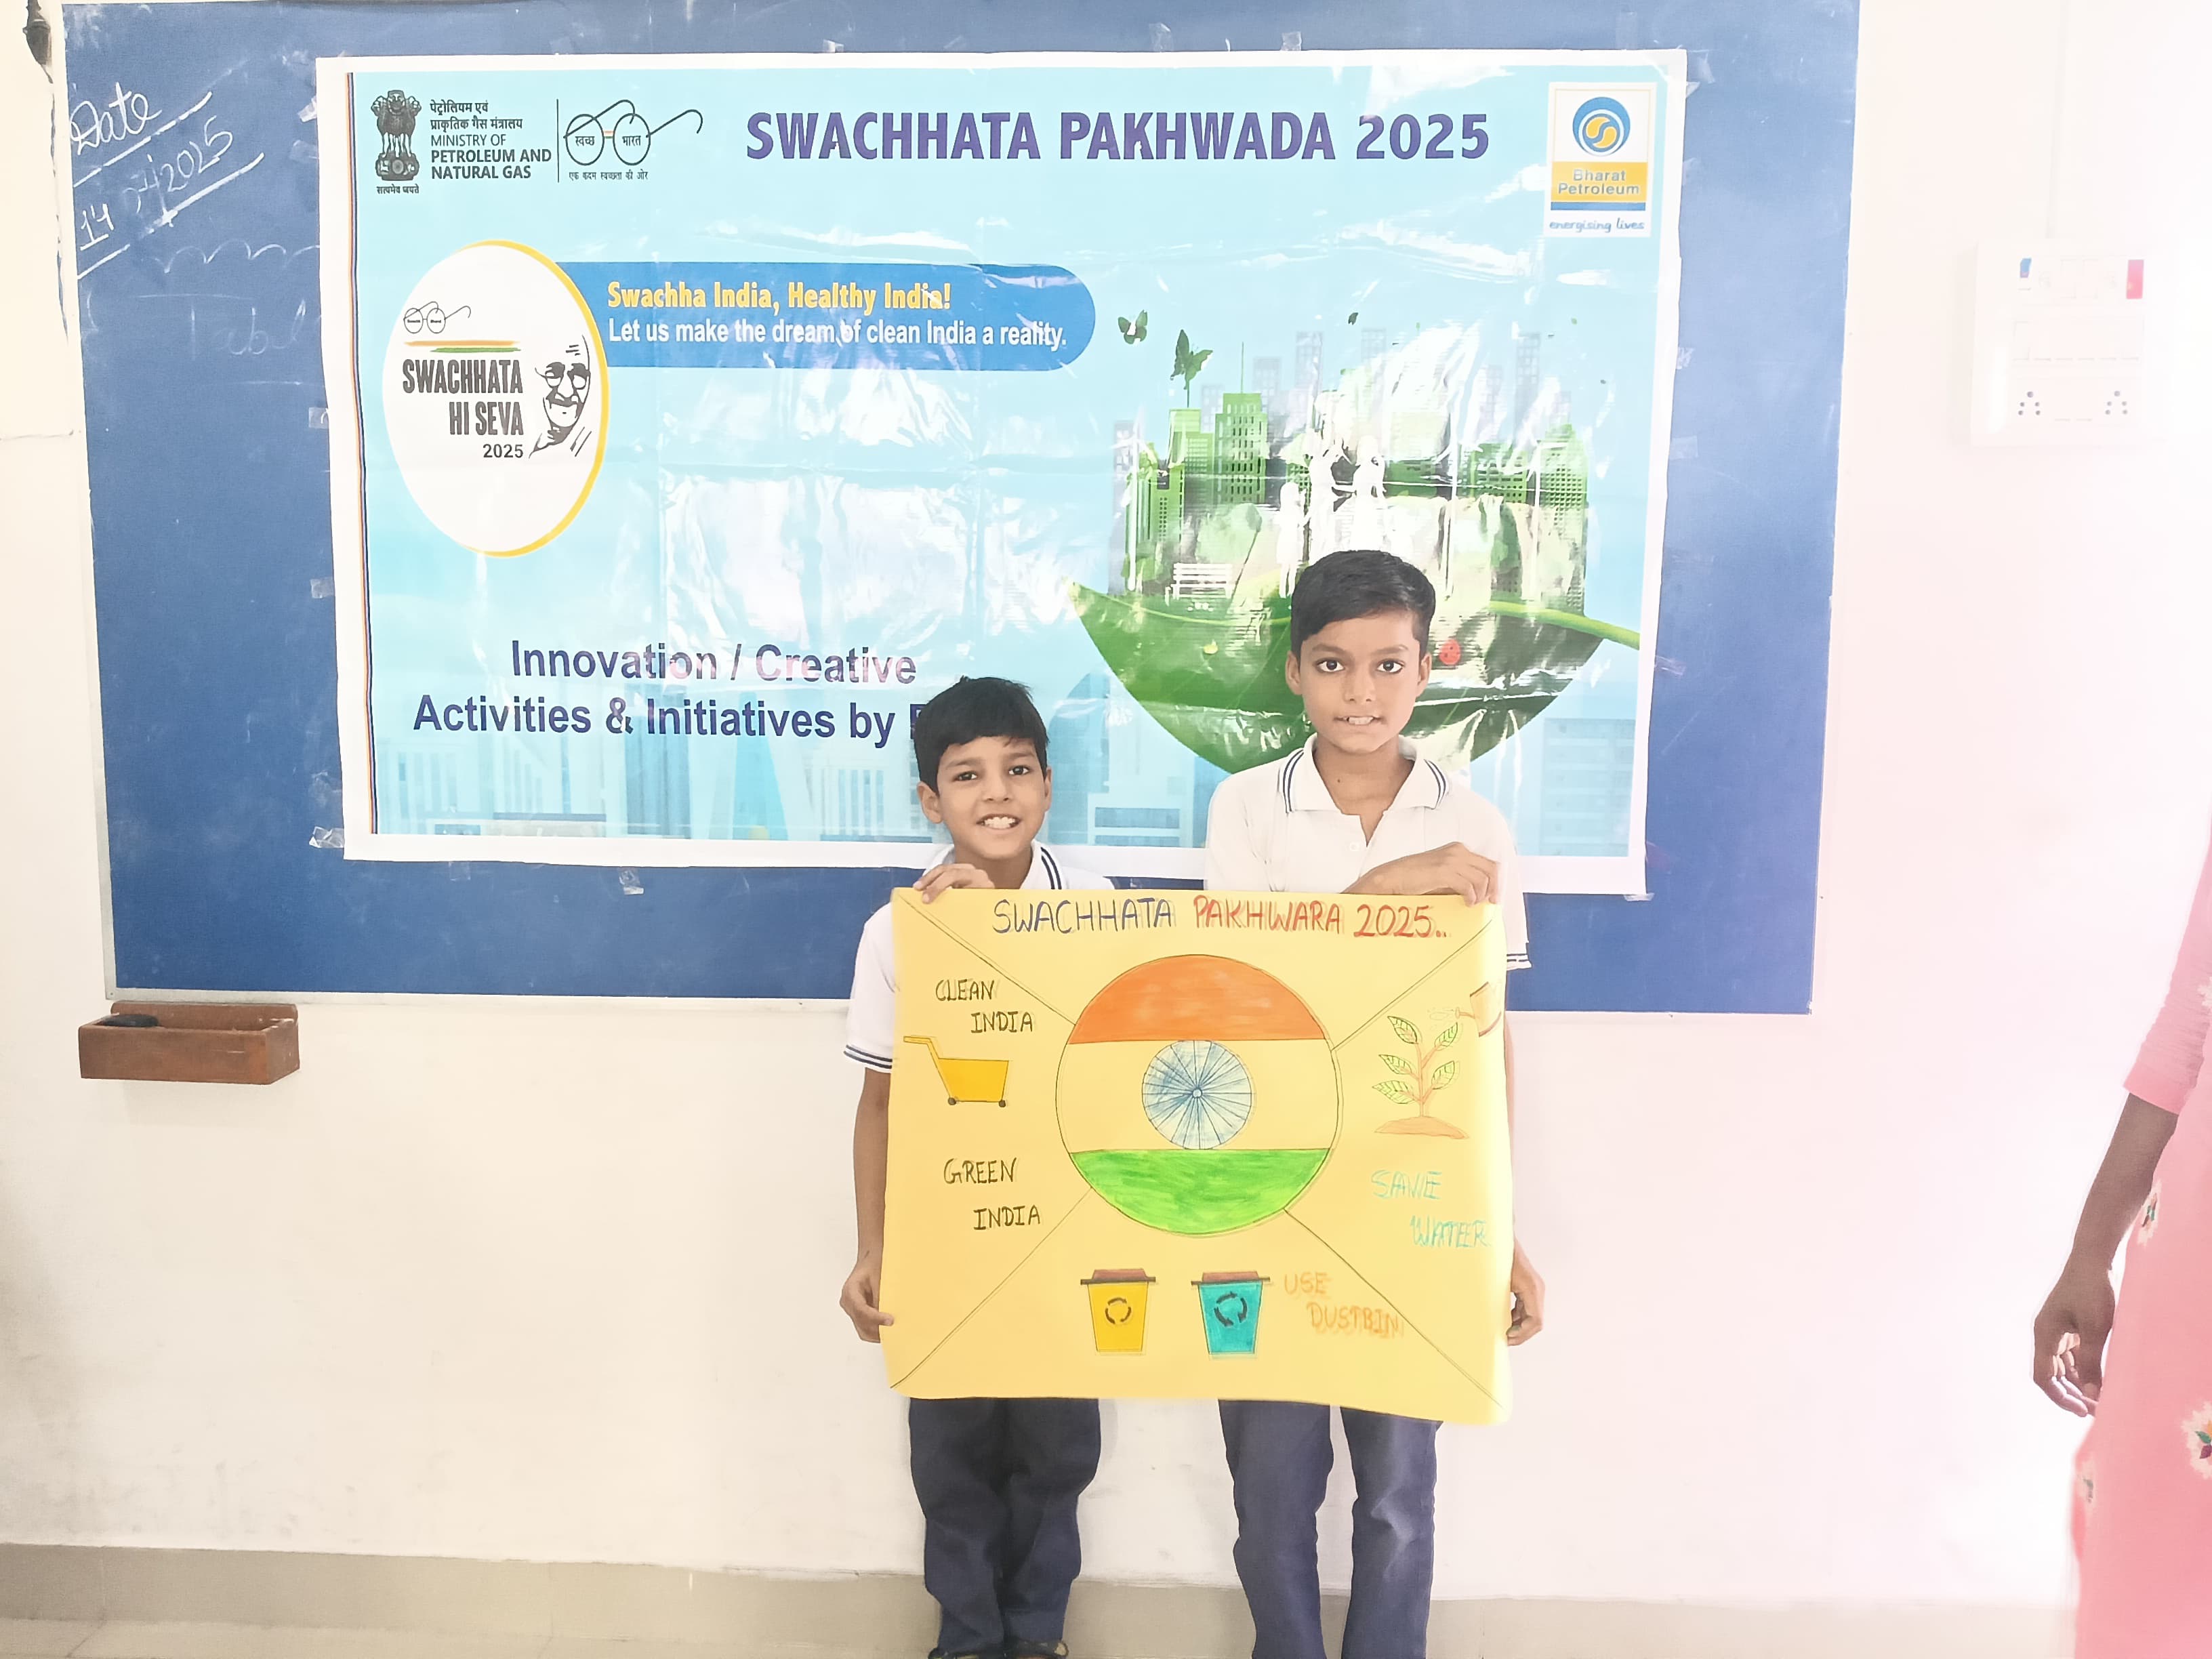 Date
14 07 2025
पेट्रोलियम एवं
प्राकृतिक गैस मंत्रालय
MINISTRY OF
PETROLEUM AND
NATURAL GAS
सत्यमेव जयते
स्वच्छ भारत
एक कदम स्वच्छता की ओर
SWACHHATA PAKHWADA 2025
Bharat
Petroleum
energising lives
Swachha India, Healthy India!
Let us make the dream of clean India a reality.
SWACHHATA
HI SEVA
2025
Innovation / Creative
Activities & Initiatives by
SWACHHATA PAKHWARA 2025..
CLEAN
INDIA
GREEN
INDIA
SAVE
WATER
USE
DUSTBIN